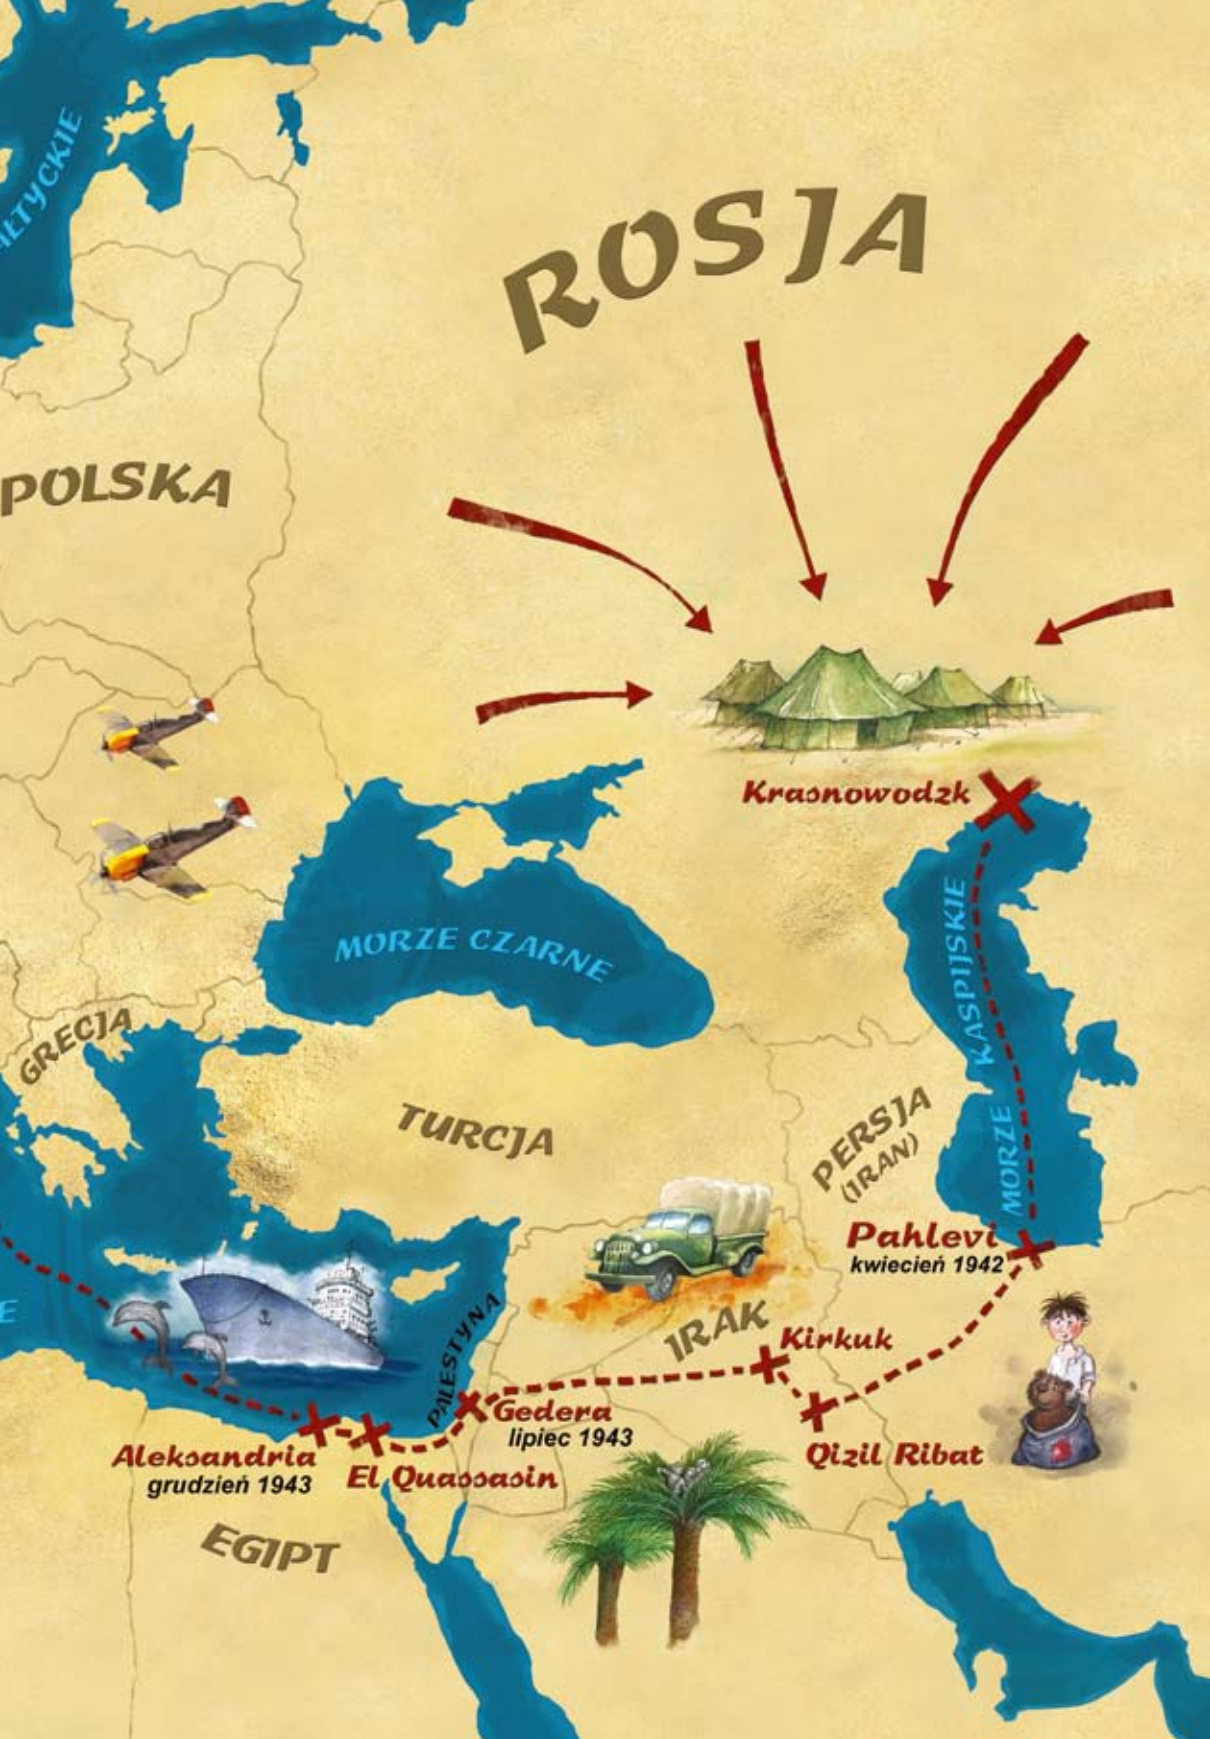 ROSJA
POLSKA
Krasnowodzk
MORZE CZARNE
MORZE KASPIJSKIE
GRECJA
TURCJA
PERSJA
(IRAN)
Pahlevi
kwiecień 1942
IRAK
Kirkuk
PALESTYNA
Gedera
lipiec 1943
Qizil Ribat
Aleksandria
grudzień 1943
El Quassasin
EGIPT